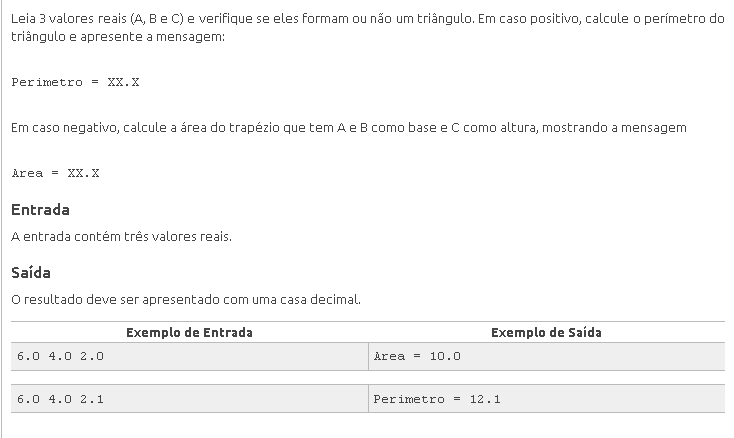 Leia 3 valores reais (A, B e C) e verifique se eles formam ou não um triângulo. Em caso positivo, calcule o perímetro do
triângulo e apresente a mensagem:
Perimetro = XX.X
Em caso negativo, calcule a área do trapézio que tem A e B como base e C como altura, mostrando a mensagem
Area = XX.X
Entrada
A entrada contém três valores reais.
Saída
O resultado deve ser apresentado com uma casa decimal.
Exemplo de Entrada Exemplo de Saída
6.0 4.0 2.0 Area = 10.0
6.0 4.0 2.1 Perimetro = 12.1